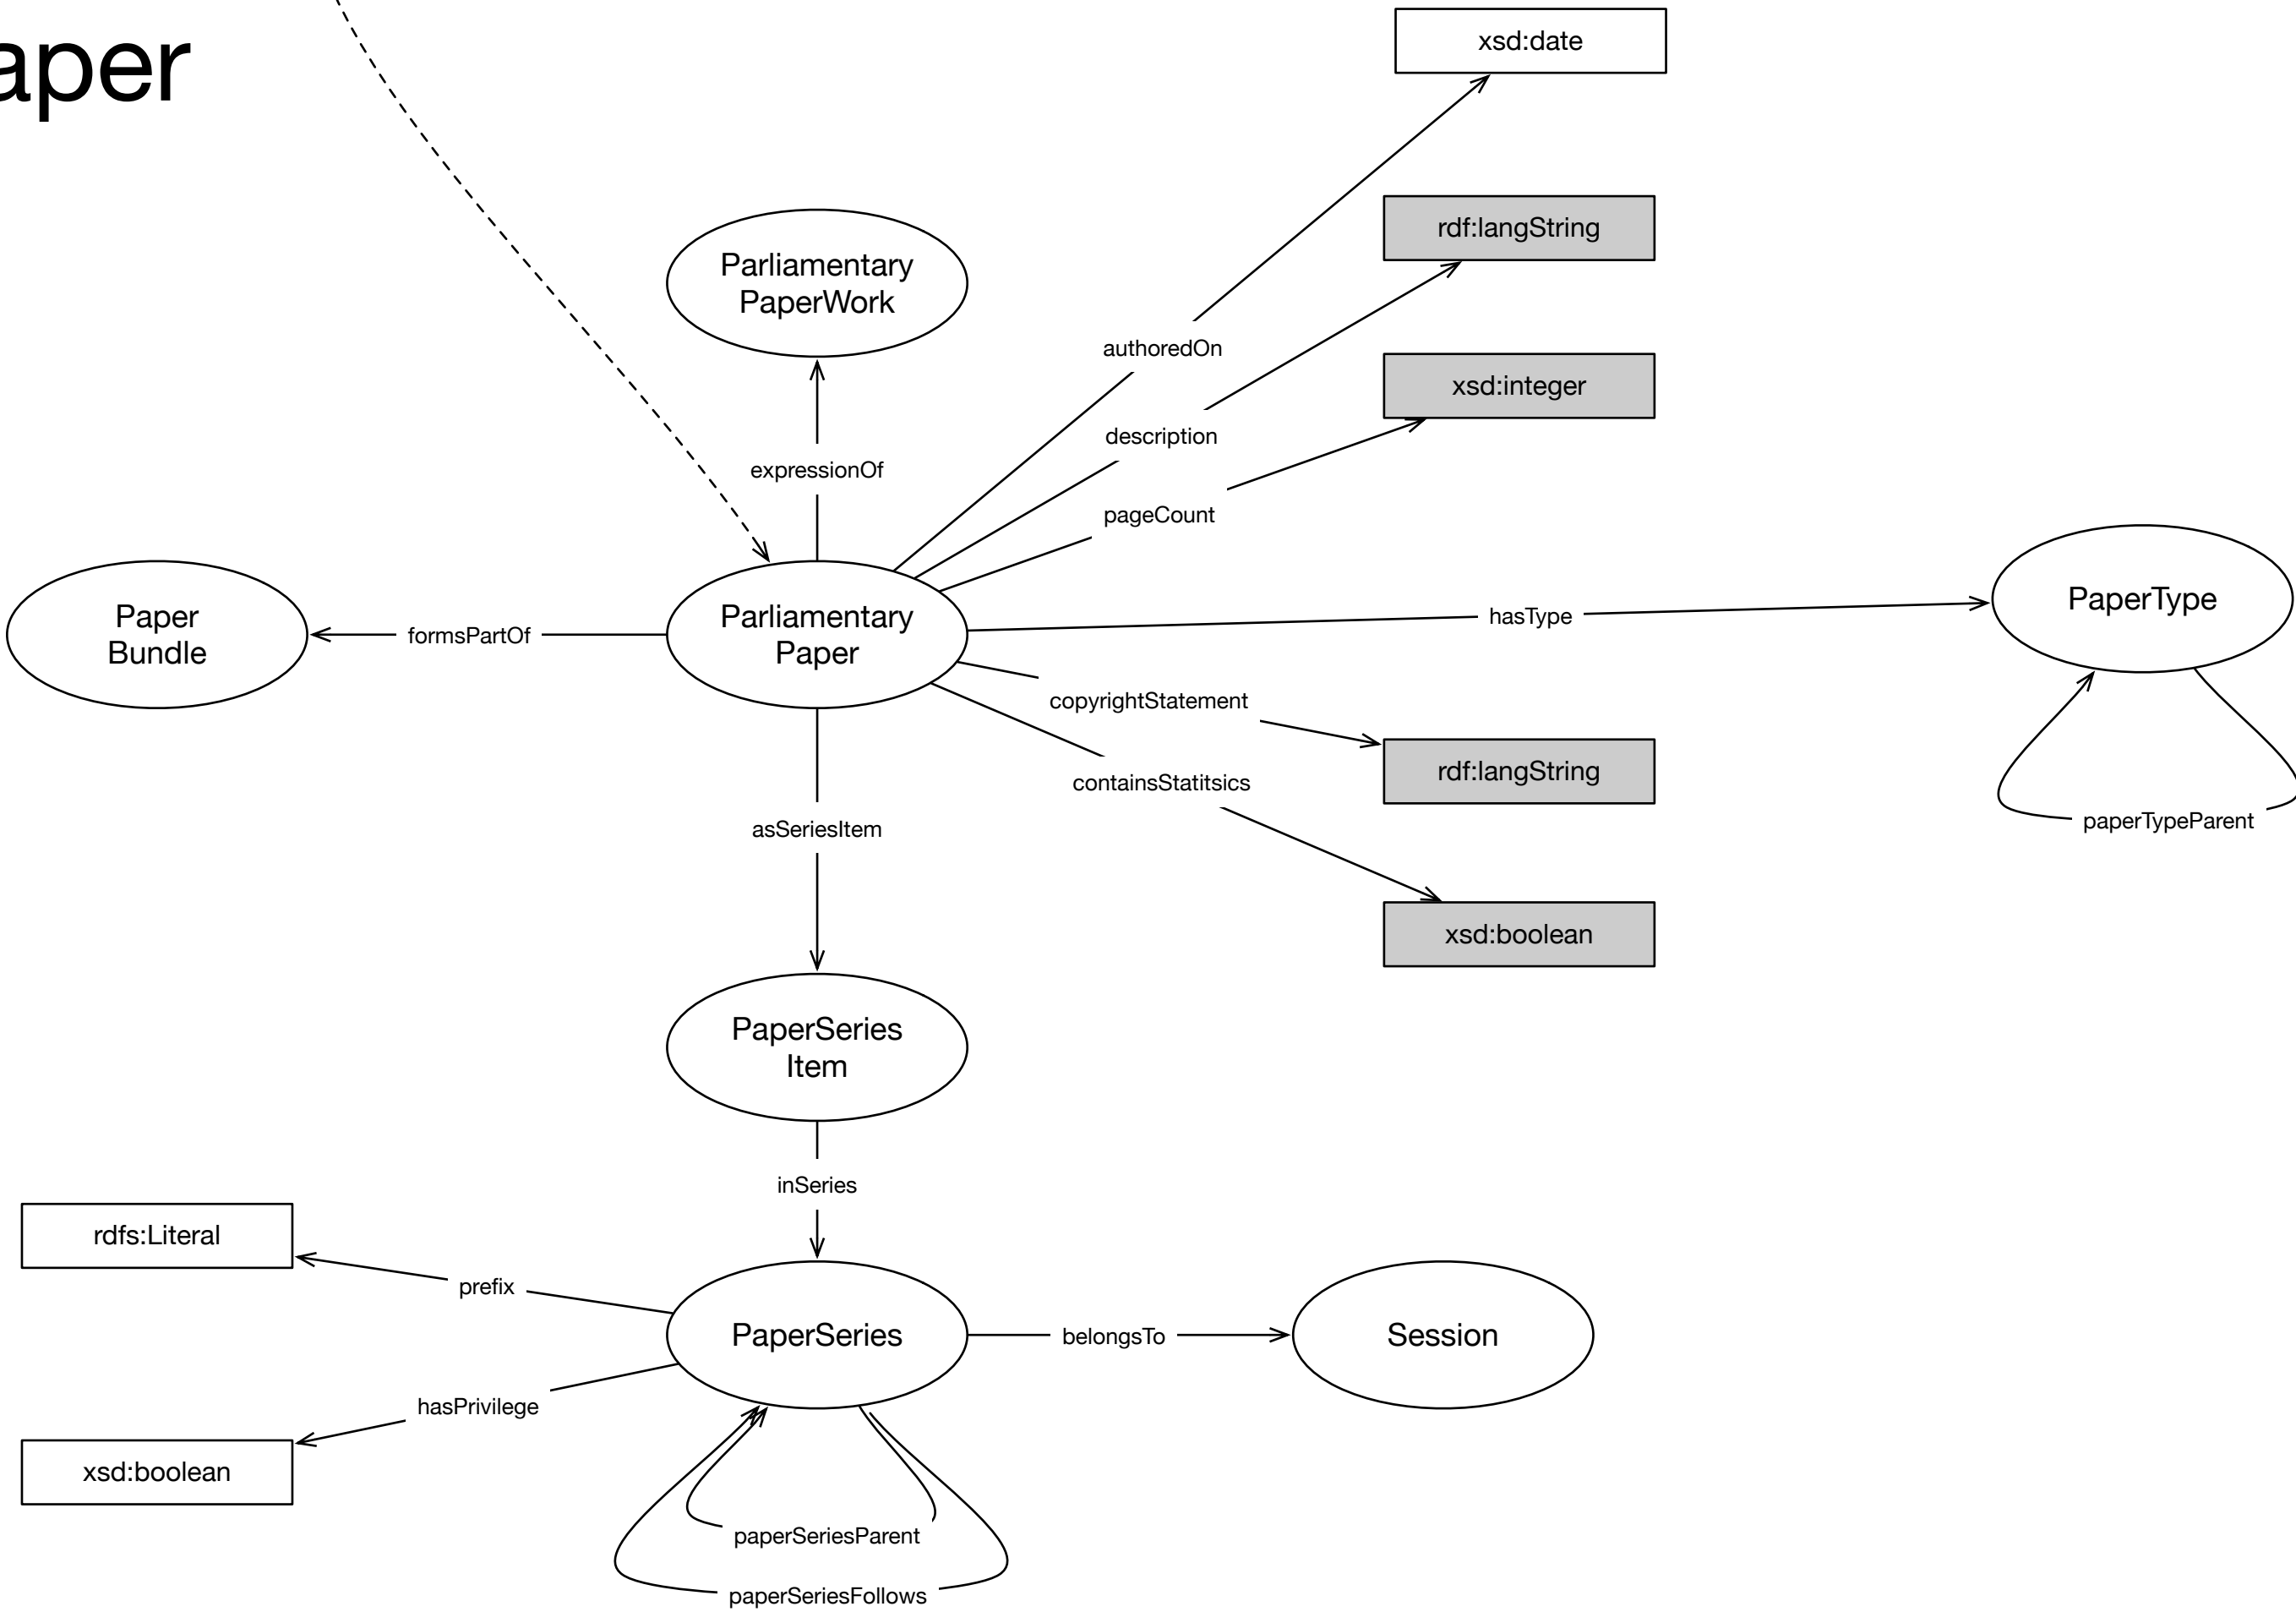 aper
xsd:date
rdf:langString
Parliamentary
PaperWork
authoredOn
xsd:integer
description
expressionOf
pageCount
PaperType
Paper
Bundle
formsPartOf
Parliamentary
Paper
hasType
copyrightStatement
rdf:langString
containsStatitsics
paperTypeParent
asSeriesItem
xsd:boolean
PaperSeries
Item
inSeries
rdfs:Literal
prefix
PaperSeries
belongsTo
Session
hasPrivilege
xsd:boolean
paperSeriesParent
paperSeriesFollows